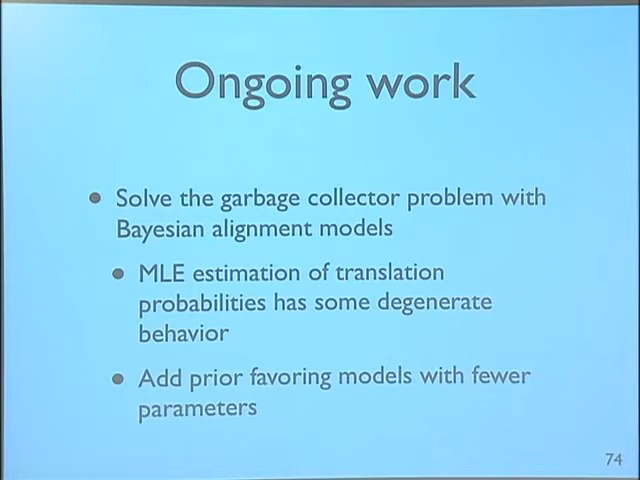 Ongoing work
• Solve the garbage collector problem with
Bayesian alignment models
• MLE estimation of translation
probabilities has some degenerate
behavior
• Add prior favoring models with fewer
parameters
74